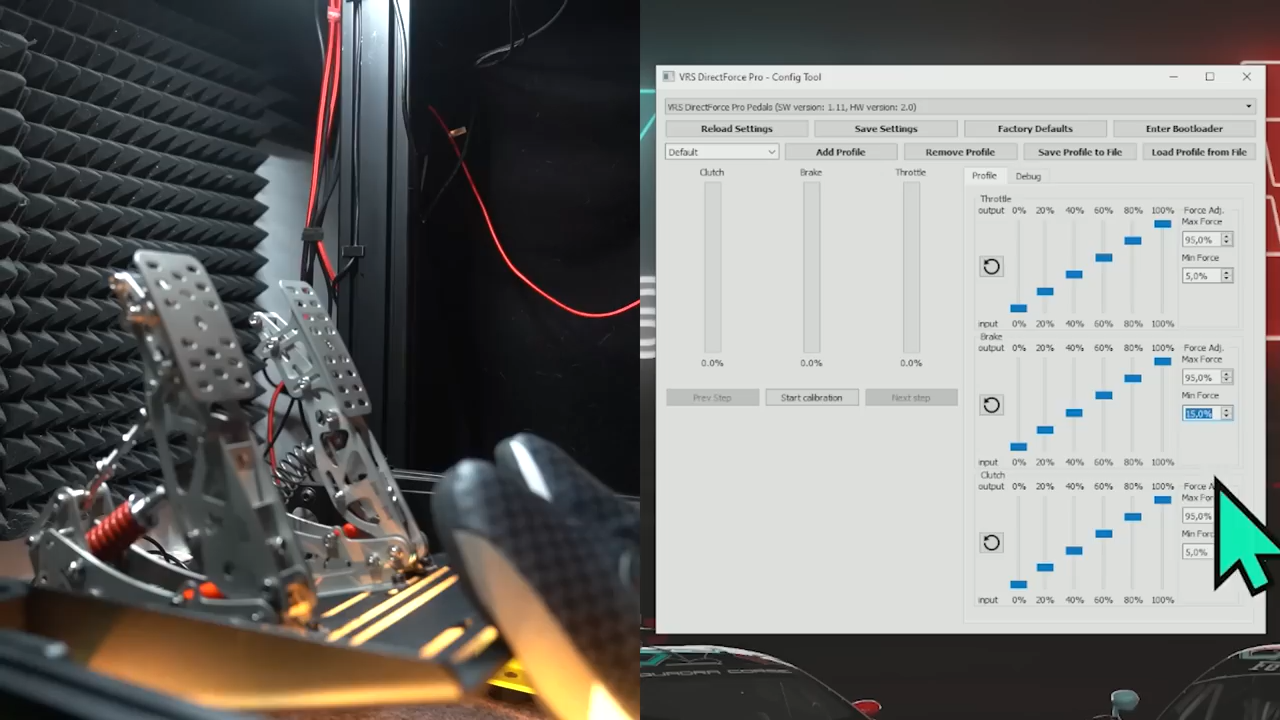 VRS DirectForce Pro - Config Tool
VRS DirectForce Pro Pedals (SW version: 1.11, HW version: 2.0)
Reload Settings Save Settings Factory Defaults Enter Bootloader
Default Add Profile Remove Profile Save Profile to File Load Profile from File
Clutch Brake Throttle
0.0% 0.0% 0.0%
Prev Step Start calibration Next step
Profile Debug
Throttle
output 0% 20% 40% 60% 80% 100% Force Adj.
Max Force
95,0%
Min Force
5,0%
input 0% 20% 40% 60% 80% 100%
Brake
output 0% 20% 40% 60% 80% 100% Force Adj.
Max Force
95,0%
Min Force
15,0%
input 0% 20% 40% 60% 80% 100%
Clutch
output 0% 20% 40% 60% 80% 100% Force
Max
95,0%
Min
5,0%
input 0% 20% 40% 60% 80% 100%